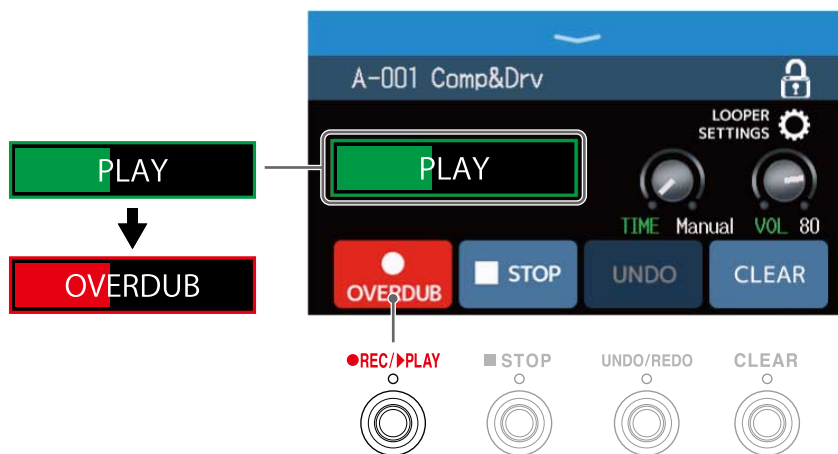 A-001 Comp&Drv
LOOPER
SETTINGS
PLAY
PLAY
TIME Manual VOL 80
OVERDUB
OVERDUB
STOP
UNDO
CLEAR
●REC/▶PLAY
■STOP
UNDO/REDO
CLEAR